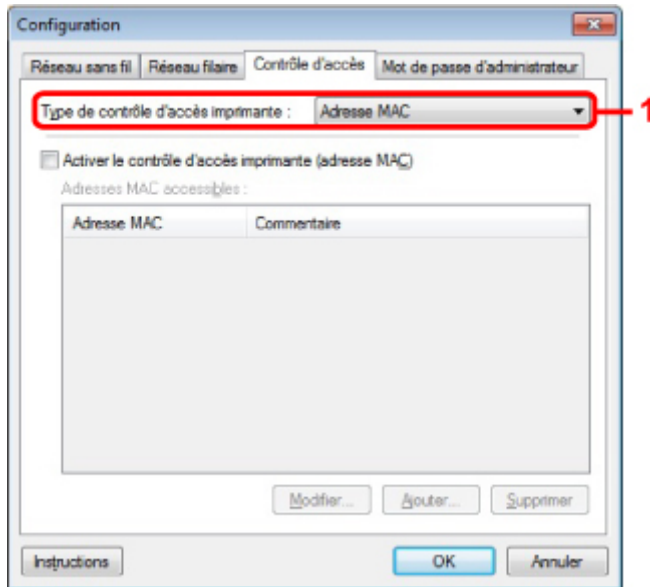 Configuration
Réseau sans fil Réseau filaire Contrôle d'accès Mot de passe d'administrateur
Type de contrôle d'accès imprimante : Adresse MAC 1
Activer le contrôle d'accès imprimante (adresse MAC)
Adresses MAC accessibles :
Adresse MAC Commentaire
Modifier... Ajouter... Supprimer
Instructions OK Annuler